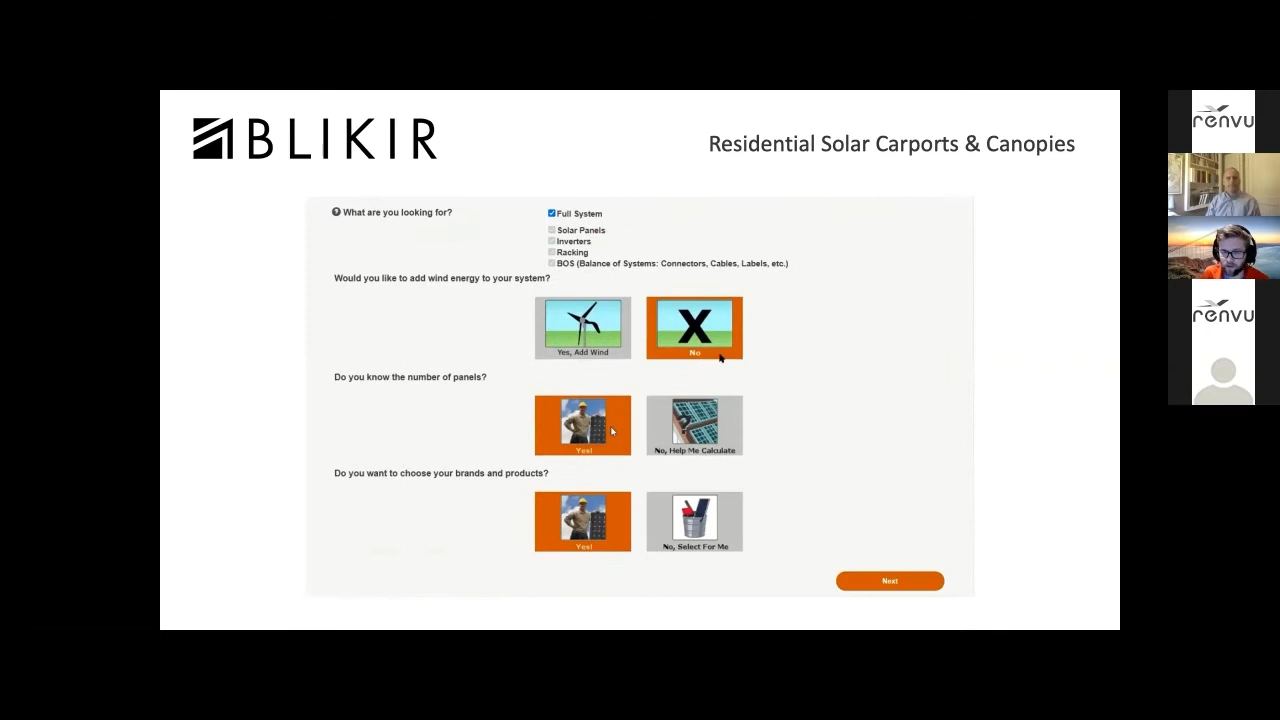 BLIKIR
Residential Solar Carports & Canopies
? What are you looking for?
Full System
Solar Panels
Inverters
Racking
BOS (Balance of Systems: Connectors, Cables, Labels, etc.)
Would you like to add wind energy to your system?
Yes, Add Wind
X
No
Do you know the number of panels?
Yes!
No, Help Me Calculate
Do you want to choose your brands and products?
Yes!
No, Select For Me
Next
renvu
renvu